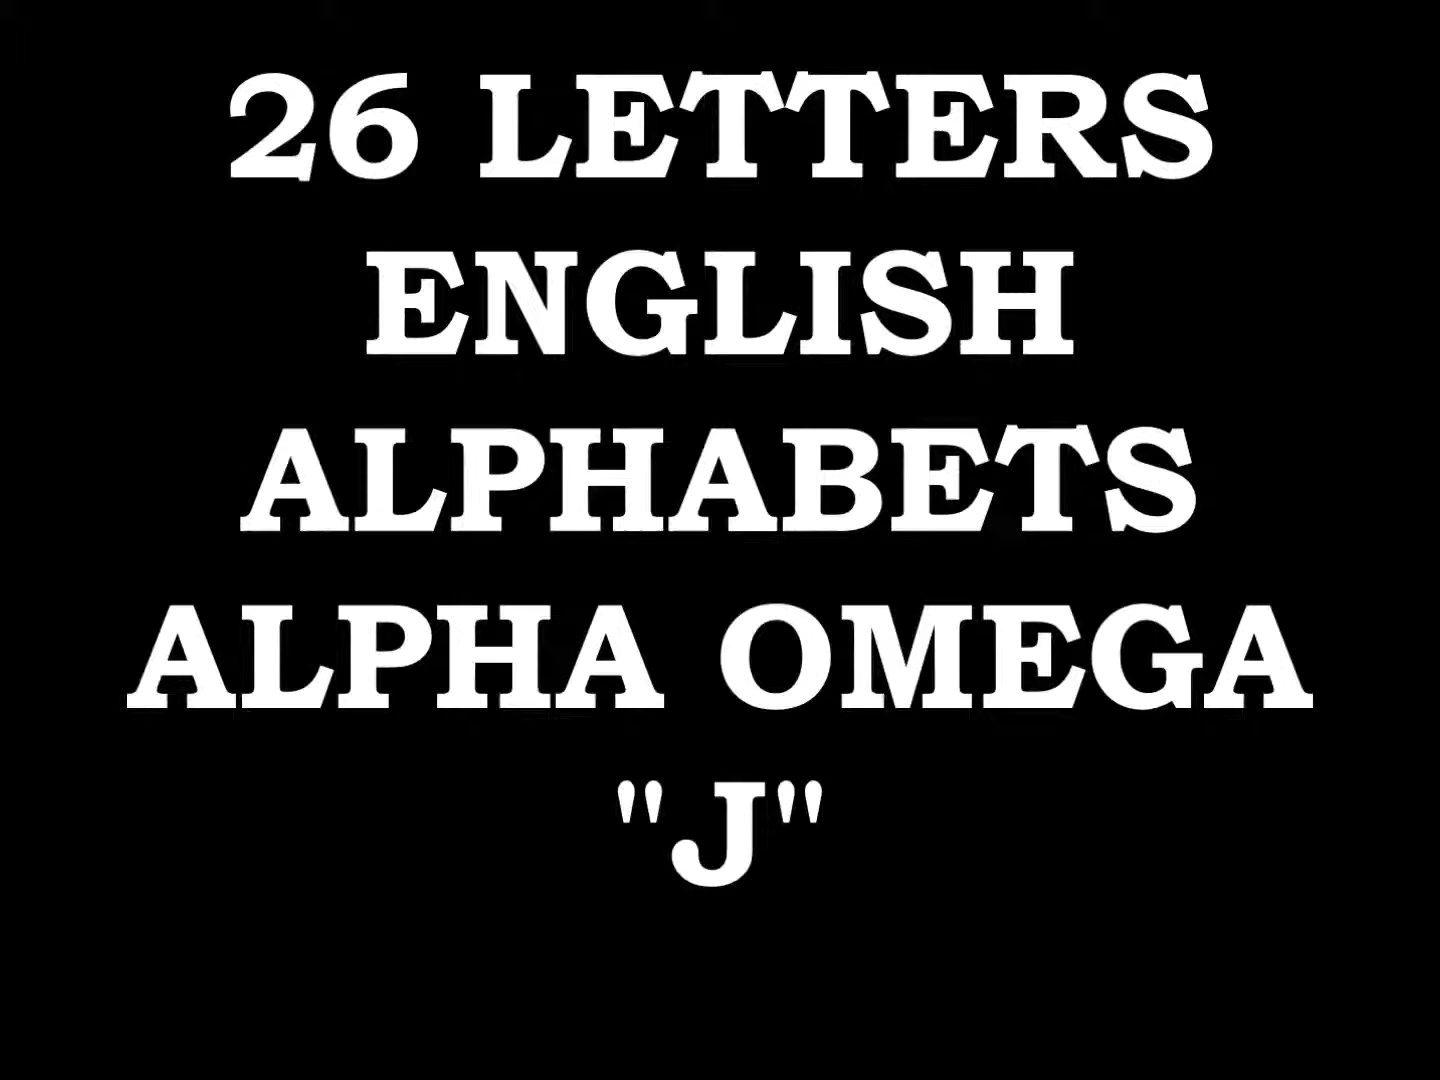 26 LETTERS
ENGLISH
ALPHABETS
ALPHA OMEGA
"J"